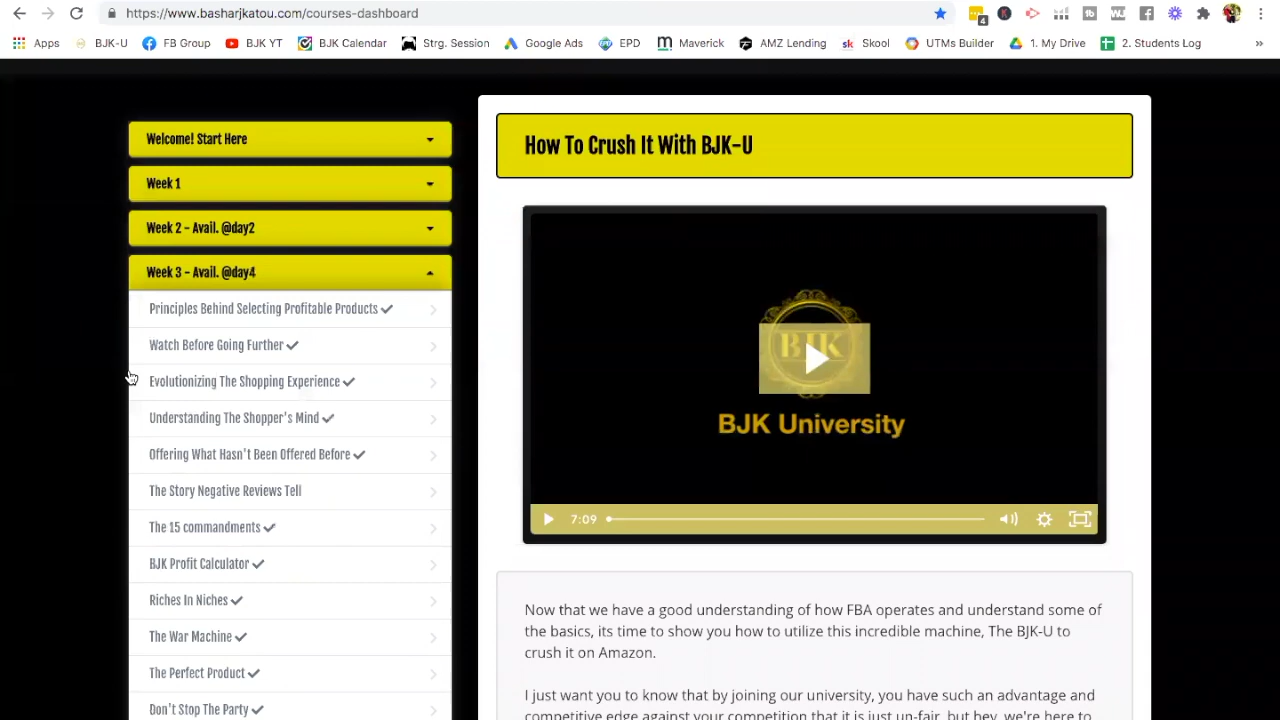 https://www.basharjkatou.com/courses-dashboard
4
Apps
BJK-U
FB Group
BJK YT
BJK Calendar
Strg. Session
Google Ads
EPD
Maverick
AMZ Lending
sk Skool
UTMs Builder
1. My Drive
2. Students Log
»
Welcome! Start Here
Week 1
Week 2 - Avail. @day2
Week 3 - Avail. @day4
Principles Behind Selecting Profitable Products
Watch Before Going Further
Evolutionizing The Shopping Experience
Understanding The Shopper's Mind
Offering What Hasn't Been Offered Before
The Story Negative Reviews Tell
The 15 commandments
BJK Profit Calculator
Riches In Niches
The War Machine
The Perfect Product
Don't Stop The Party
How To Crush It With BJK-U
BJK
BJK University
7:09
Now that we have a good understanding of how FBA operates and understand some of
the basics, its time to show you how to utilize this incredible machine, The BJK-U to
crush it on Amazon.
I just want you to know that by joining our university, you have such an advantage and
competitive edge against your competition that it is just un-fair, but hey, we're here to